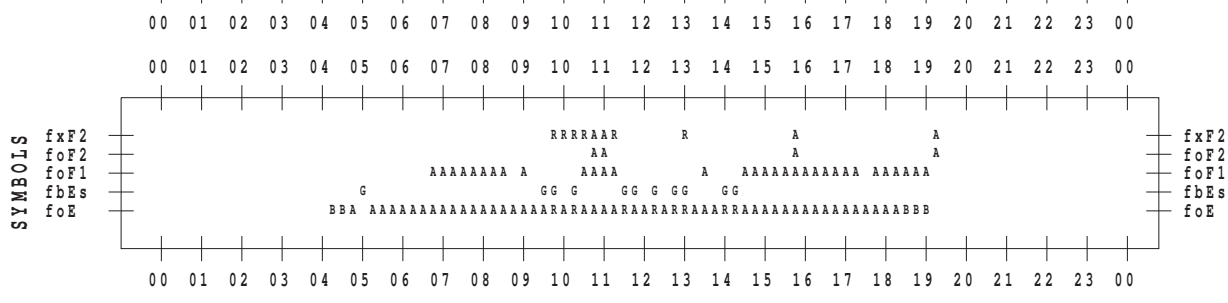 00 01 02 03 04 05 06 07 08 09 10 11 12 13 14 15 16 17 18 19 20 21 22 23 00
00 01 02 03 04 05 06 07 08 09 10 11 12 13 14 15 16 17 18 19 20 21 22 23 00
SYMBOLS
fxF2 RRRRAAR R A A fxF2
foF2 AA A A foF2
foF1 AAAAAAAA A AAAA A AAAAAAAAAAAA AAAAAA foF1
fbEs G GG G GG G GG GG fbEs
foE BBA AAAAAAAAAAAAAAAAAARARAAAARAARARRAAARRAAAAAAAAAAAAAAAABBB foE
00 01 02 03 04 05 06 07 08 09 10 11 12 13 14 15 16 17 18 19 20 21 22 23 00